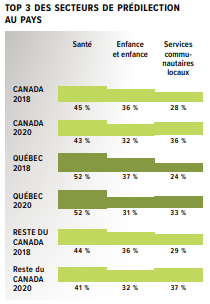 TOP 3 DES SECTEURS DE PRÉDILECTION
AU PAYS
Santé
Enfance
et enfance
Services
commu-
nautaires
locaux
CANADA
2018
45 %
36 %
28 %
CANADA
2020
43 %
32 %
36 %
QUÉBEC
2018
52 %
37 %
24 %
QUÉBEC
2020
52 %
31 %
33 %
RESTE DU
CANADA
2018
44 %
36 %
29 %
Reste du
CANADA
2020
41 %
32 %
37 %